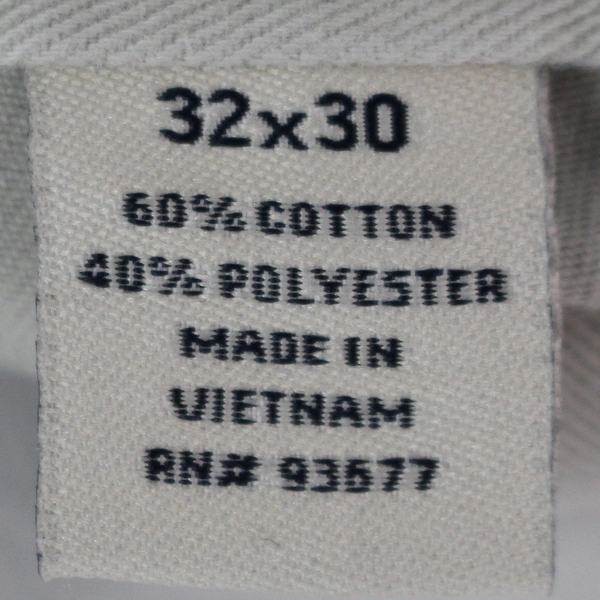 32x30
60% COTTON
40% POLYESTER
MADE IN
VIETNAM
RN# 93677